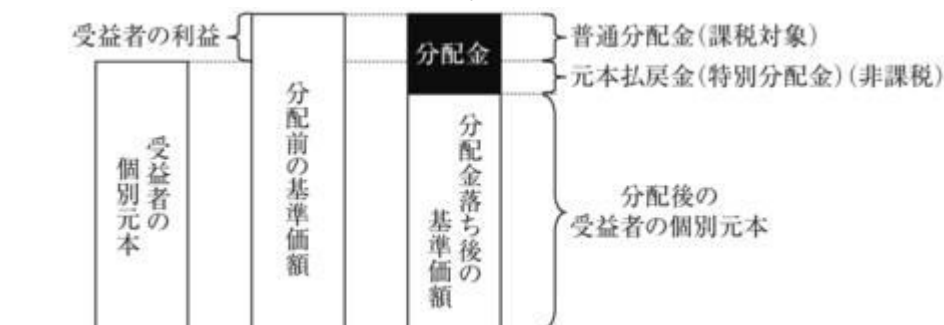 受益者の利益
受益者の
個別元本
分配前の基準価額
分配金
分配金落ち後の
基準価額
普通分配金(課税対象)
元本払戻金(特別分配金)(非課税)
分配後の
受益者の個別元本